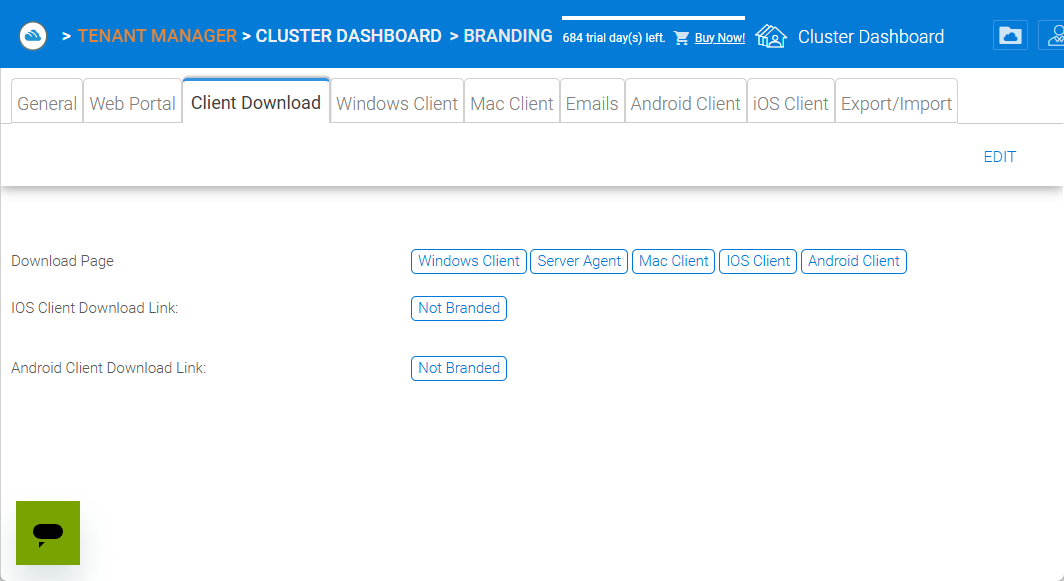 > TENANT MANAGER > CLUSTER DASHBOARD > BRANDING 684 trial day(s) left. Buy Now! Cluster Dashboard
General Web Portal Client Download Windows Client Mac Client Emails Android Client iOS Client Export/Import
EDIT
Download Page Windows Client Server Agent Mac Client IOS Client Android Client
IOS Client Download Link: Not Branded
Android Client Download Link: Not Branded